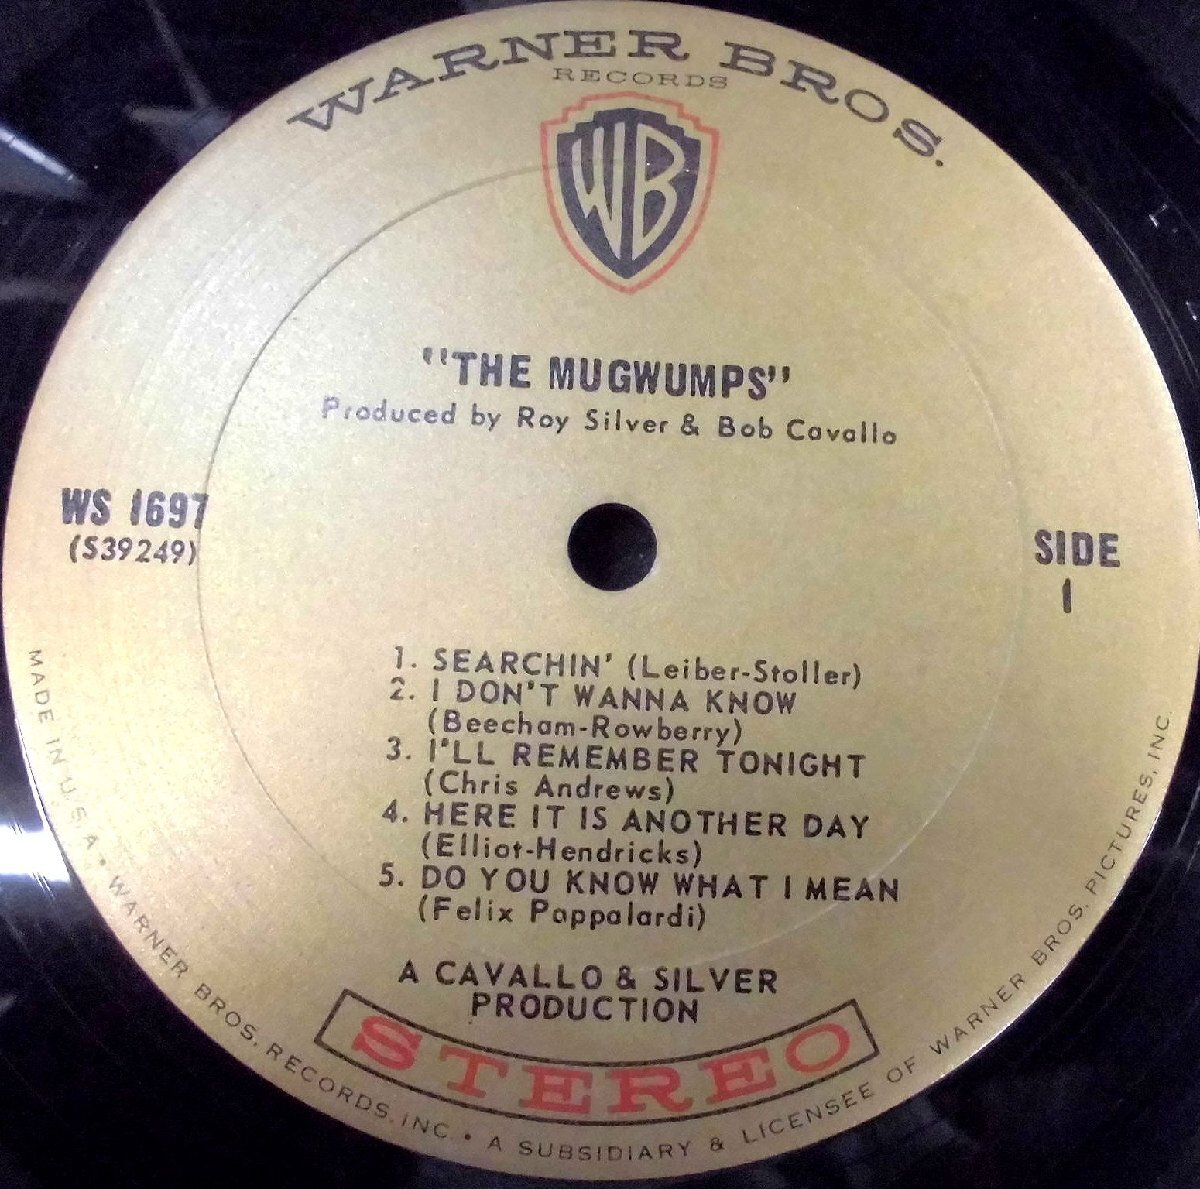 WARNER BROS.
RECORDS
WB
"THE MUGWUMPS"
Produced by Roy Silver & Bob Cavallo
WS 1697
(S39249)
SIDE
1
1. SEARCHIN' (Leiber-Stoller)
2. I DON'T WANNA KNOW
(Beecham-Rowberry)
3. I'LL REMEMBER TONIGHT
(Chris Andrews)
4. HERE IT IS ANOTHER DAY
(Elliot-Hendricks)
5. DO YOU KNOW WHAT I MEAN
(Felix Pappalardi)
A CAVALLO & SILVER
PRODUCTION
STEREO
MADE IN U.S.A. • WARNER BROS. RECORDS, INC. • A SUBSIDIARY & LICENSEE OF WARNER BROS. PICTURES, INC.